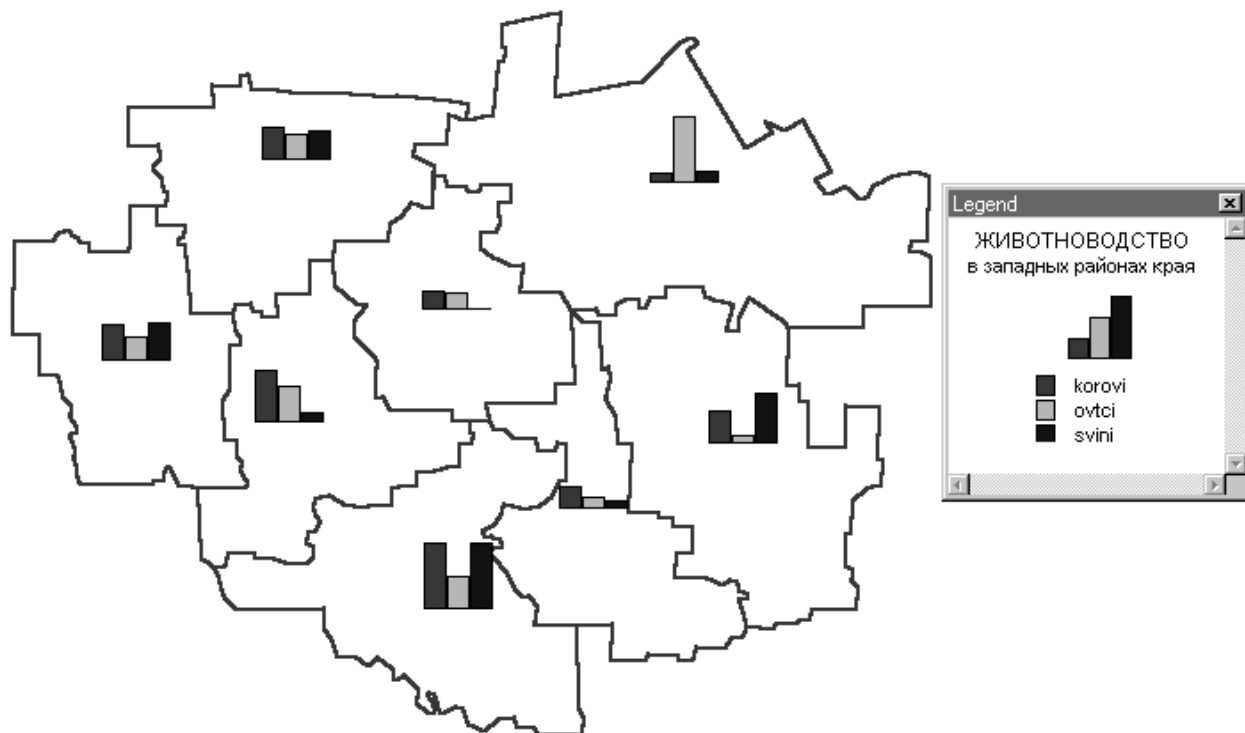 Legend
ЖИВОТНОВОДСТВО
в западных районах края
korovi
ovtci
svini